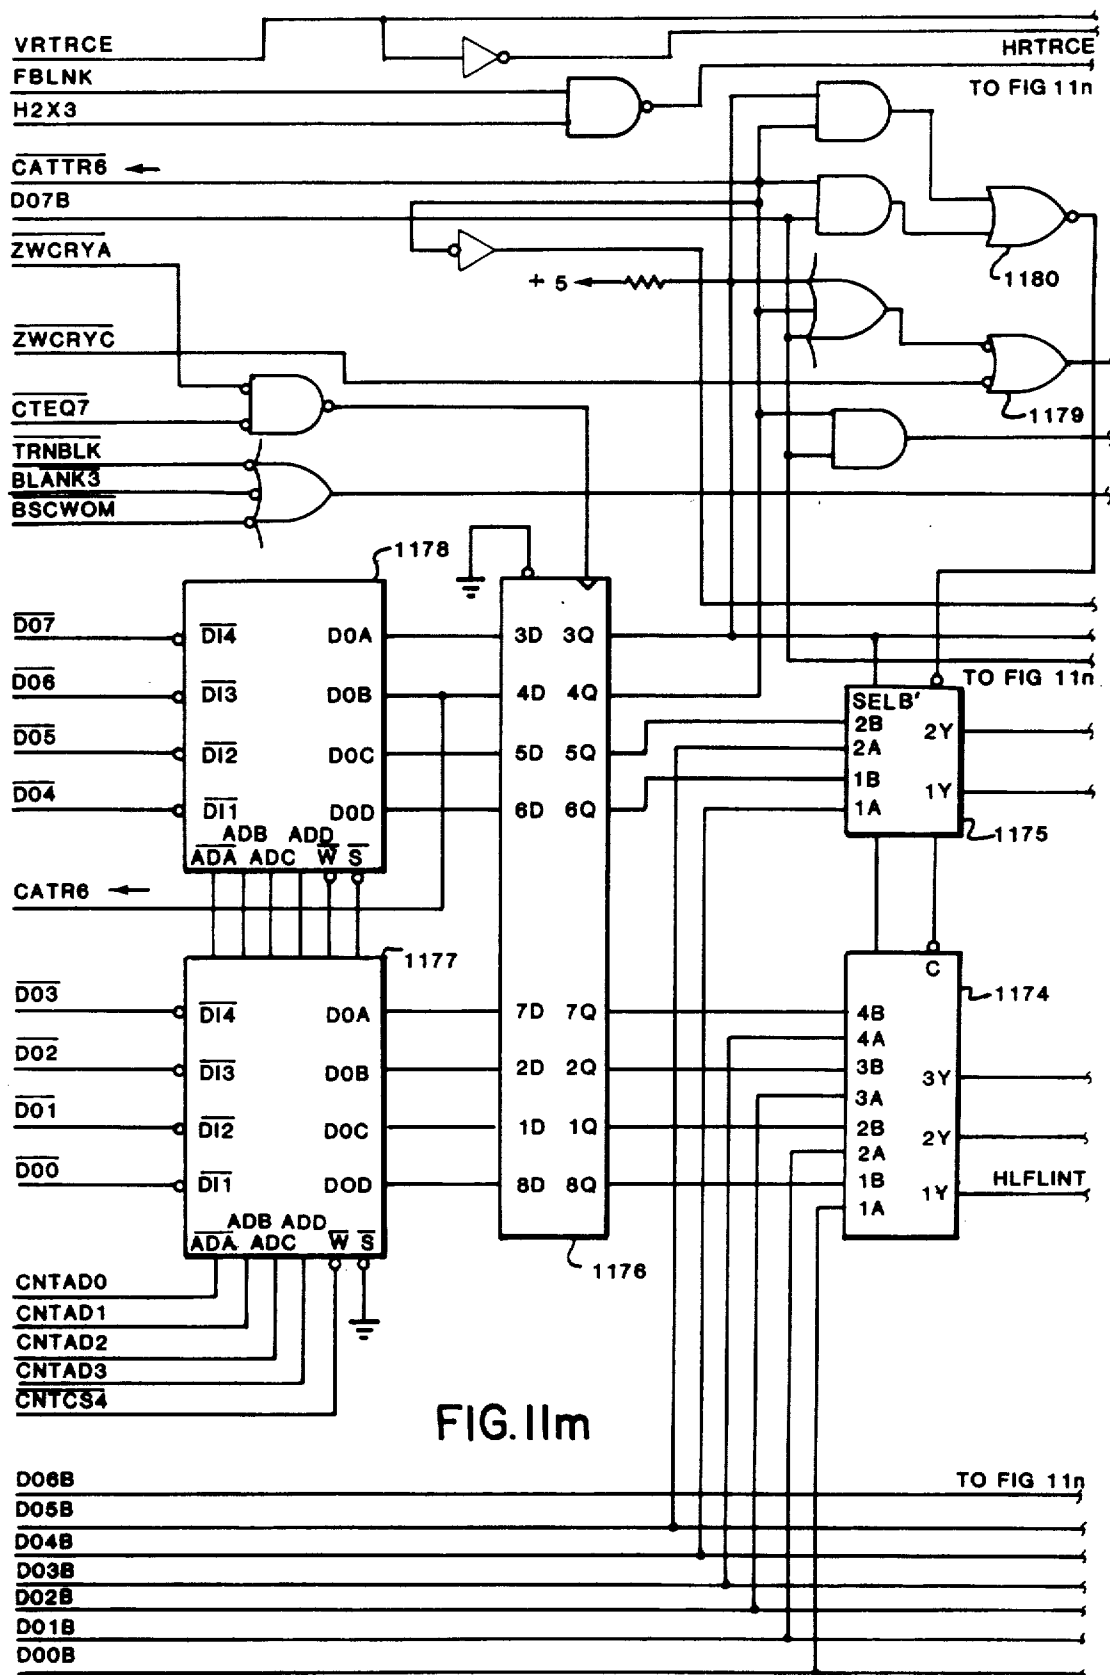 VRTRCE
HRTRCE
FBLNK
TO FIG 11n
H2X3
CATTR6
D07B
ZWCRYA
1180
+ 5
ZWCRYC
CTEQ7
1179
TRNBLK
BLANK3
BSCWOM
1178
D07 DI4 D0A 3D 3Q
TO FIG 11n
D06 DI3 D0B 4D 4Q
SELB'
2B 2Y
D05 DI2 D0C 5D 5Q 2A
1B 1Y
D04 DI1 D0D 6D 6Q 1A
1175
ADB ADD
ADA ADC W S
CATR6
1177
C
1174
D03 DI4 D0A 7D 7Q 4B
4A
D02 DI3 D0B 2D 2Q 3B 3Y
3A
D01 DI2 D0C 1D 1Q 2B 2Y
2A
D00 DI1 D0D 8D 8Q 1B 1Y HLFLINT
1A
ADB ADD
ADA ADC W S
1176
CNTAD0
CNTAD1
CNTAD2
CNTAD3
CNTCS4
FIG.11m
D06B
TO FIG 11n
D05B
D04B
D03B
D02B
D01B
D00B